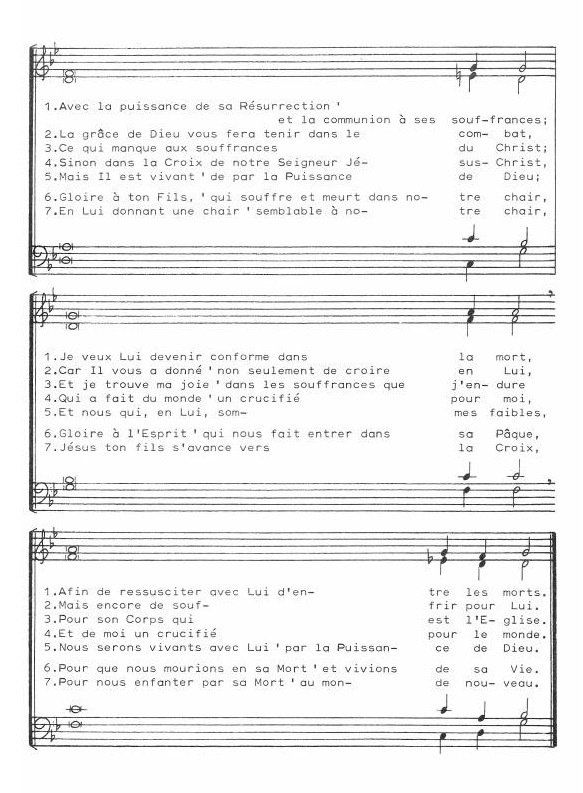 1.Avec la puissance de sa Résurrection '
et la communion à ses souf-frances;
2.La grâce de Dieu vous fera tenir dans le com- bat,
3.Ce qui manque aux souffrances du Christ;
4.Sinon dans la Croix de notre Seigneur Jé- sus- Christ,
5.Mais Il est vivant ' de par la Puissance de Dieu;
6.Gloire à ton Fils, ' qui souffre et meurt dans no- tre chair,
7.En Lui donnant une chair ' semblable à no- tre chair,
1.Je veux Lui devenir conforme dans la mort,
2.Car Il vous a donné ' non seulement de croire en Lui,
3.Et je trouve ma joie ' dans les souffrances que j'en- dure
4.Qui a fait du monde ' un crucifié pour moi,
5.Et nous qui, en Lui, som- mes faibles,
6.Gloire à l'Esprit ' qui nous fait entrer dans sa Pâque,
7.Jésus ton fils s'avance vers la Croix,
1.Afin de ressusciter avec Lui d'en- tre les morts.
2.Mais encore de souf- frir pour Lui.
3.Pour son Corps qui est l'E- glise.
4.Et de moi un crucifié pour le monde.
5.Nous serons vivants avec Lui ' par la Puissan- ce de Dieu.
6.Pour que nous mourions en sa Mort ' et vivions de sa Vie.
7.Pour nous enfanter par sa Mort ' au mon- de nou- veau.